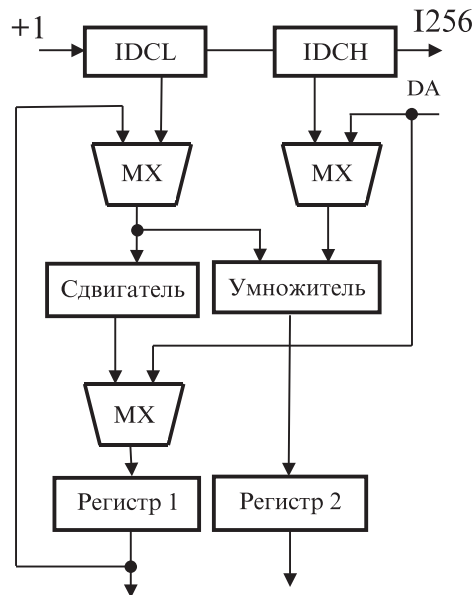 +1
IDCL
IDCH
I256
DA
MX
MX
Сдвигатель
Умножитель
MX
Регистр 1
Регистр 2